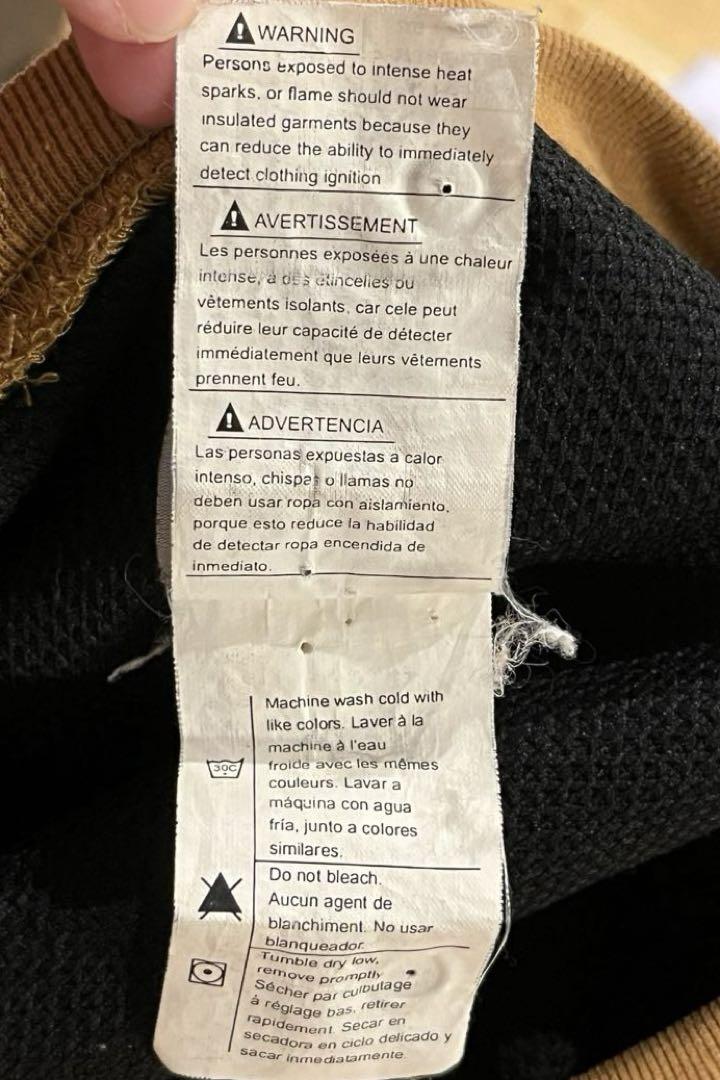 WARNING
Persons exposed to intense heat
sparks, or flame should not wear
insulated garments because they
can reduce the ability to immediately
detect clothing ignition
AVERTISSEMENT
Les personnes exposées à une chaleur
intense, à des étincelles ou
vètements isolants, car cele peut
réduire leur capacité de détecter
immédiatement que leurs vêtements
prennent feu.
ADVERTENCIA
Las personas expuestas a calor
intenso, chispas o llamas no
deben usar ropa con aislamiento,
porque esto reduce la habilidad
de detectar ropa encendida de
inmediato.
Machine wash cold with
like colors. Laver à la
machine à l'eau
30C froide avec les mêmes
couleurs. Lavar a
máquina con agua
fría, junto a colores
similares.
Do not bleach.
Aucun agent de
blanchiment. No usar
blanqueador.
Tumble dry low,
remove promptly
Sécher par culbutage
à réglage bas, retirer
rapidement. Secar en
secadora en ciclo delicado y
sacar inmediatamente.